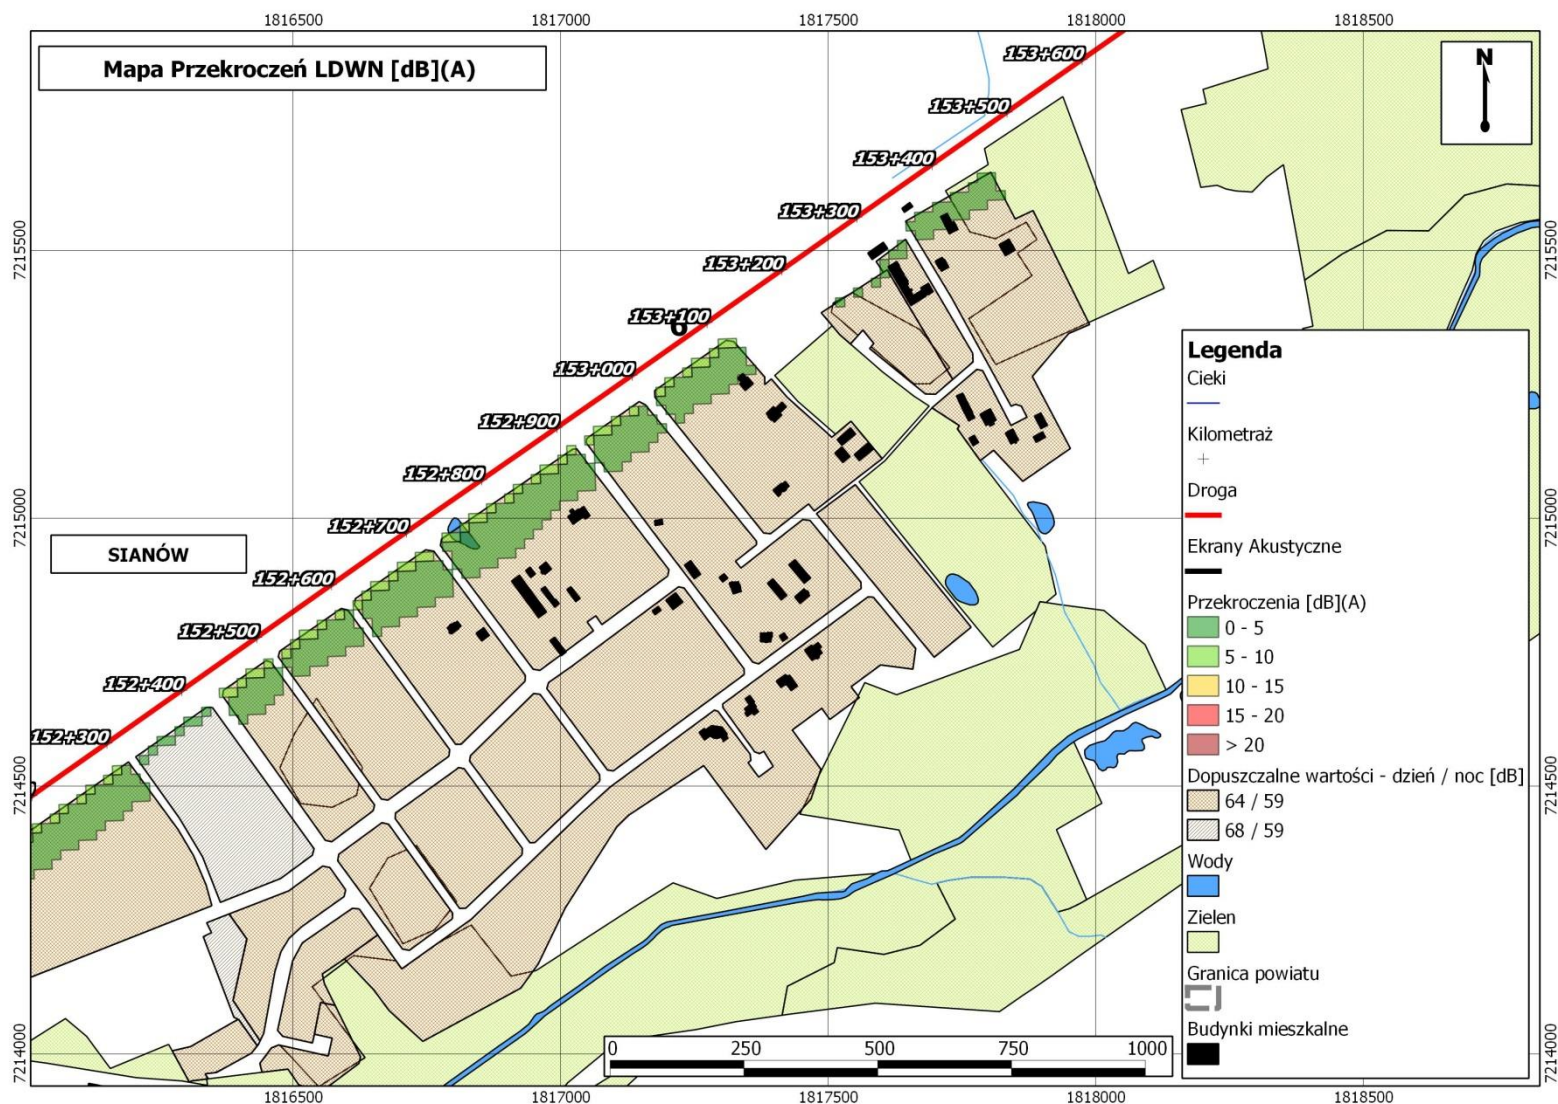 1816500 1817000 1817500 1818000 1818500
Mapa Przekroczeń LDWN [dB](A)
N
153+600
153+500
153+400
153+300
153+200
153+100
6
153+000
152+900
152+800
152+700
152+600
152+500
152+400
152+300
SIANÓW
7215500
7215000
7214500
7214000
7215500
7215000
7214500
7214000
Legenda
Cieki
Kilometraż
Droga
Ekrany Akustyczne
Przekroczenia [dB](A)
0 - 5
5 - 10
10 - 15
15 - 20
> 20
Dopuszczalne wartości - dzień / noc [dB]
64 / 59
68 / 59
Wody
Zielen
Granica powiatu
Budynki mieszkalne
0 250 500 750 1000
1816500 1817000 1817500 1818000 1818500